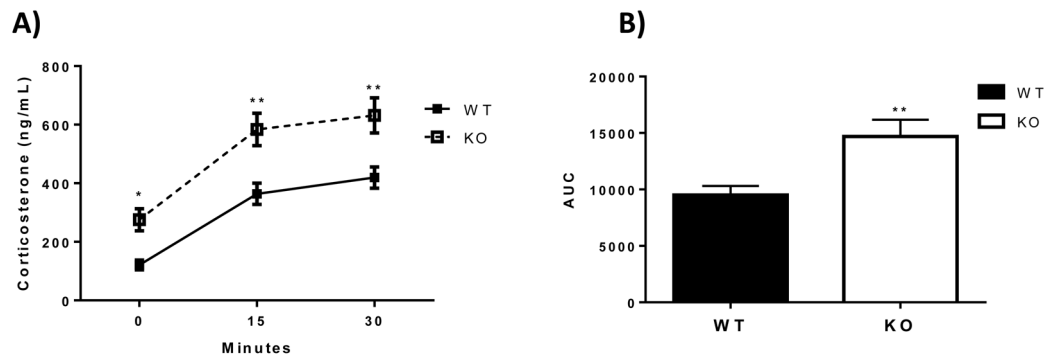 A)
800
600
400
200
0
Corticosterone (ng/mL)
*
**
**
0 15 30
Minutes
WT
KO
B)
20000
15000
10000
5000
0
AUC
**
WT KO
WT
KO